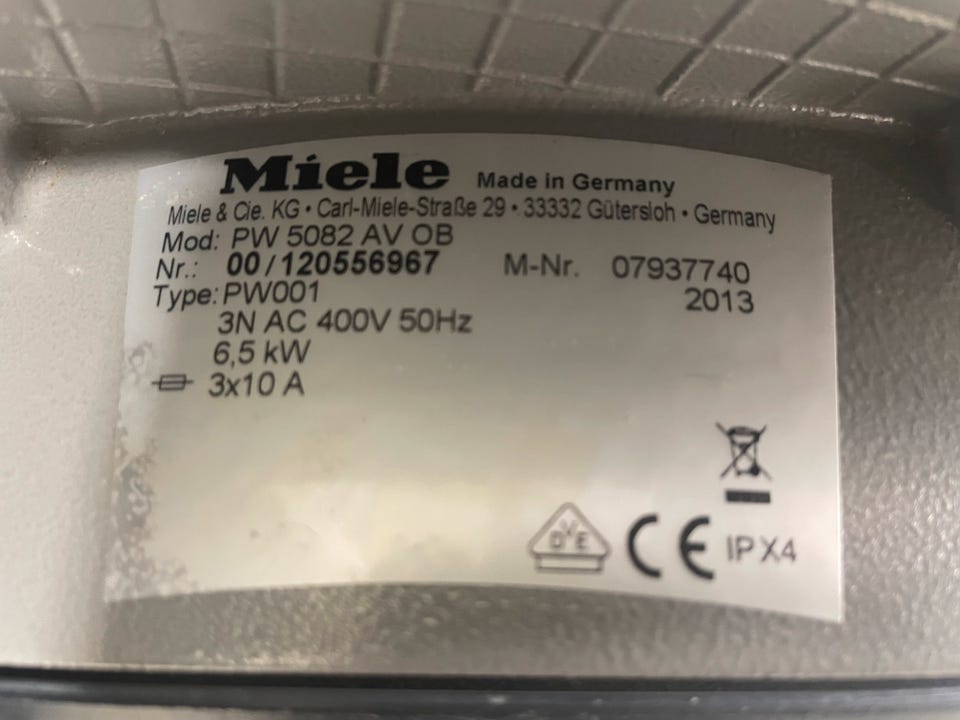 Miele Made in Germany
Miele & Cie. KG • Carl-Miele-Straße 29 • 33332 Gütersloh • Germany
Mod: PW 5082 AV OB
Nr.: 00/120556967 M-Nr. 07937740
Type: PW001 2013
3N AC 400V 50Hz
6,5 kW
3x10 A
DVE CE IPX4